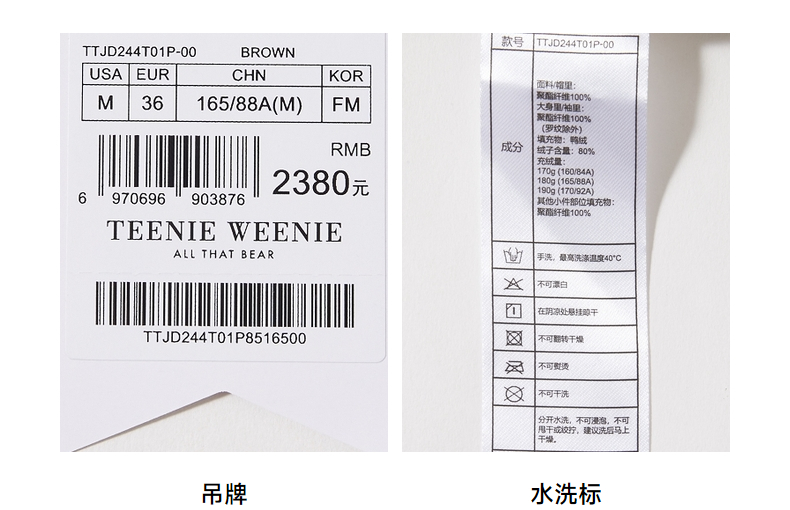 TTJD244T01P-00 BROWN
USA EUR CHN KOR
M 36 165/88A(M) FM
RMB
2380元
6 970696 903876
TEENIE WEENIE
ALL THAT BEAR
TTJD244T01P8516500
吊牌
款号 TTJD244T01P-00
成分
面料/帽里:
聚酯纤维100%
大身里/袖里:
聚酯纤维100%
(罗纹除外)
填充物: 鸭绒
绒子含量: 80%
充绒量:
170g (160/84A)
180g (165/88A)
190g (170/92A)
其他小件部位填充物:
聚酯纤维100%
手洗, 最高洗涤温度40°C
不可漂白
在阴凉处悬挂晾干
不可翻转干燥
不可熨烫
不可干洗
分开水洗, 不可浸泡, 不可
甩干或绞拧, 建议洗后马上
干燥。
水洗标